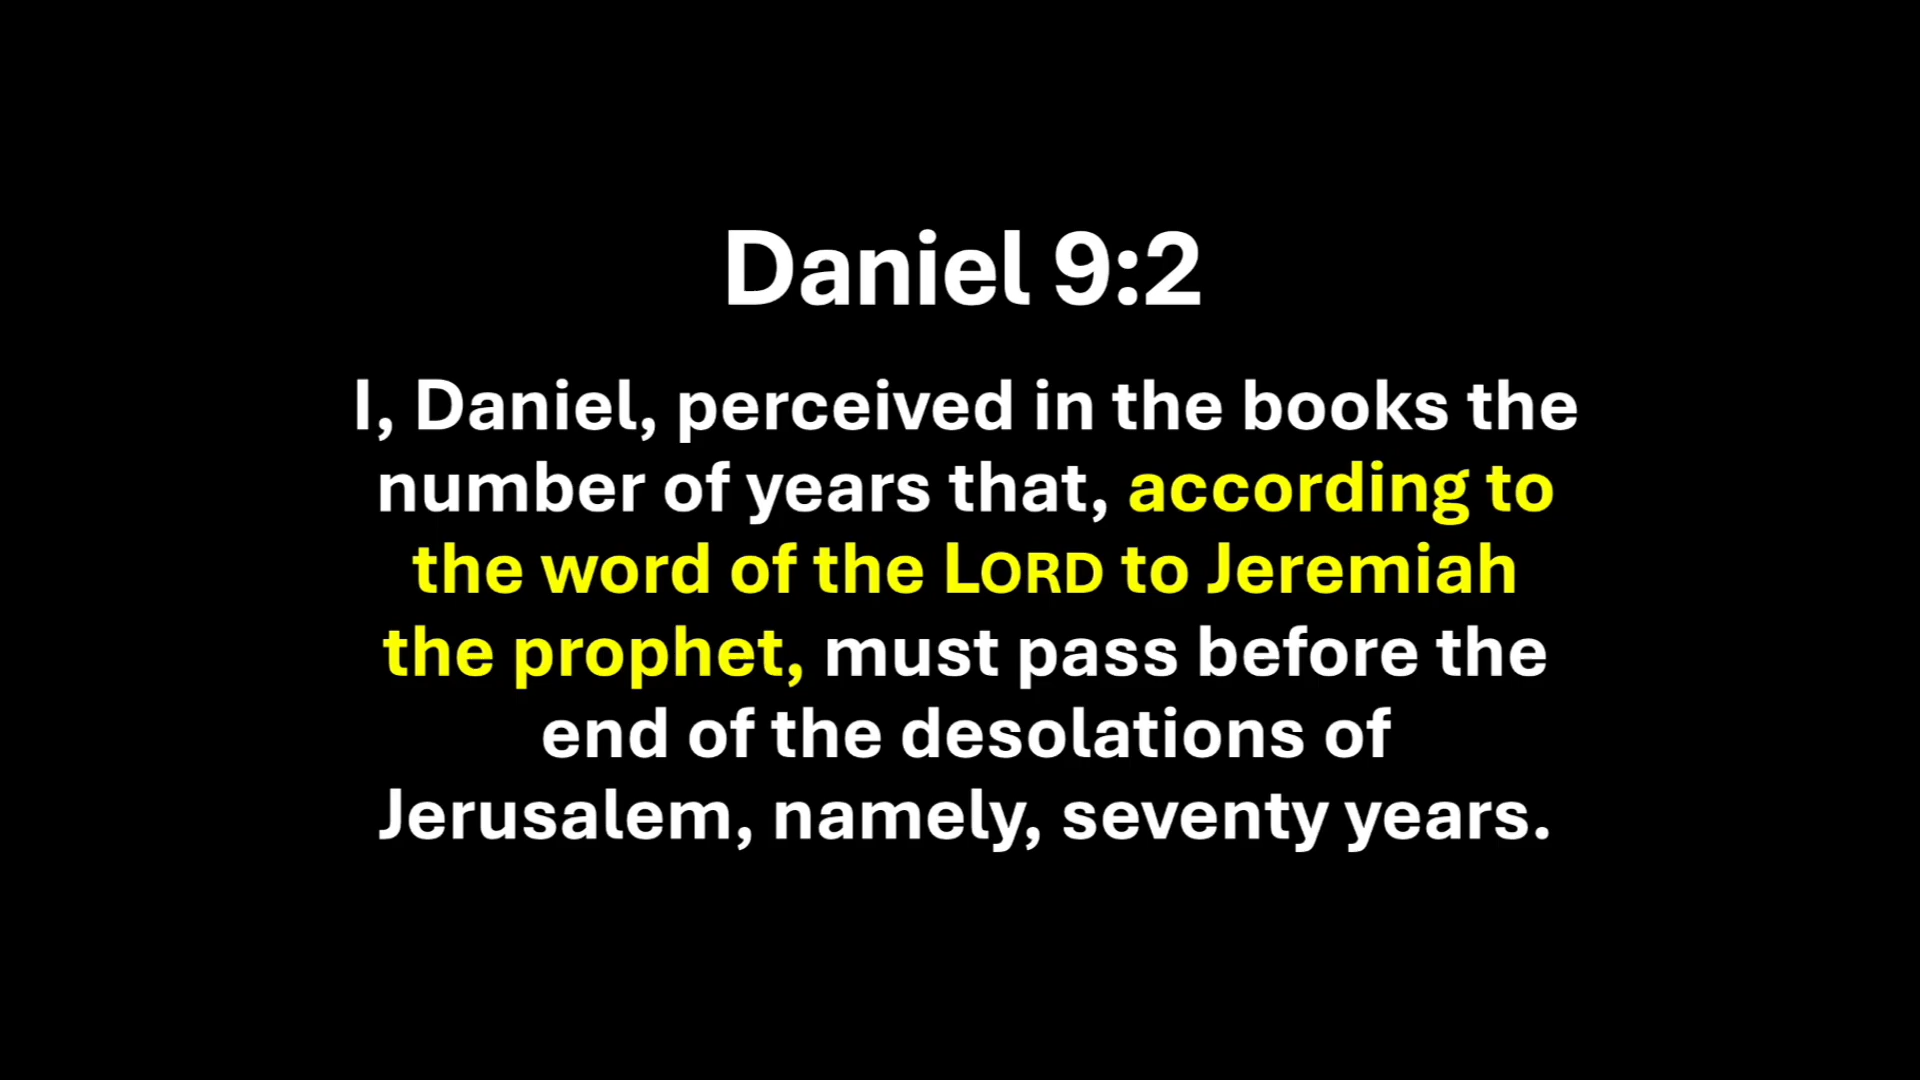 Daniel 9:2
I, Daniel, perceived in the books the
number of years that, according to
the word of the LORD to Jeremiah
the prophet, must pass before the
end of the desolations of
Jerusalem, namely, seventy years.